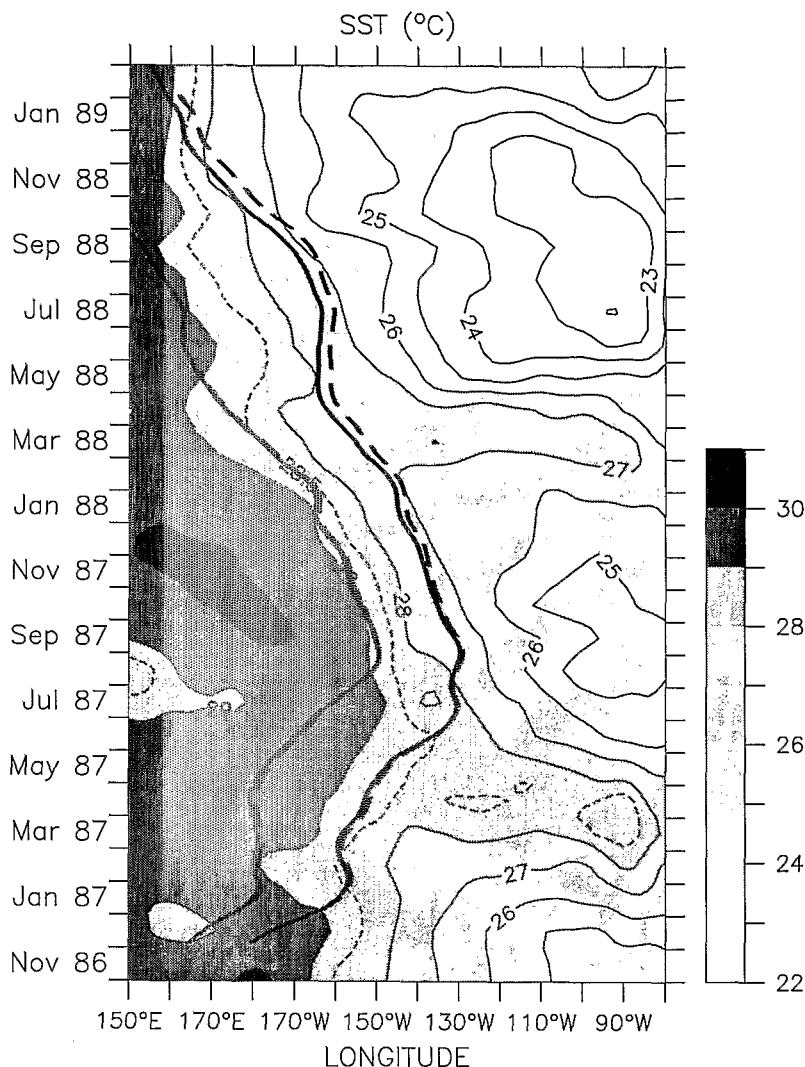 SST (°C)
Jan 89
Nov 88
Sep 88
Jul 88
May 88
Mar 88
Jan 88
Nov 87
Sep 87
Jul 87
May 87
Mar 87
Jan 87
Nov 86
25
26
24
23
27
28.5
28
25
26
27
26
30
28
26
24
22
150°E 170°E 170°W 150°W 130°W 110°W 90°W
LONGITUDE